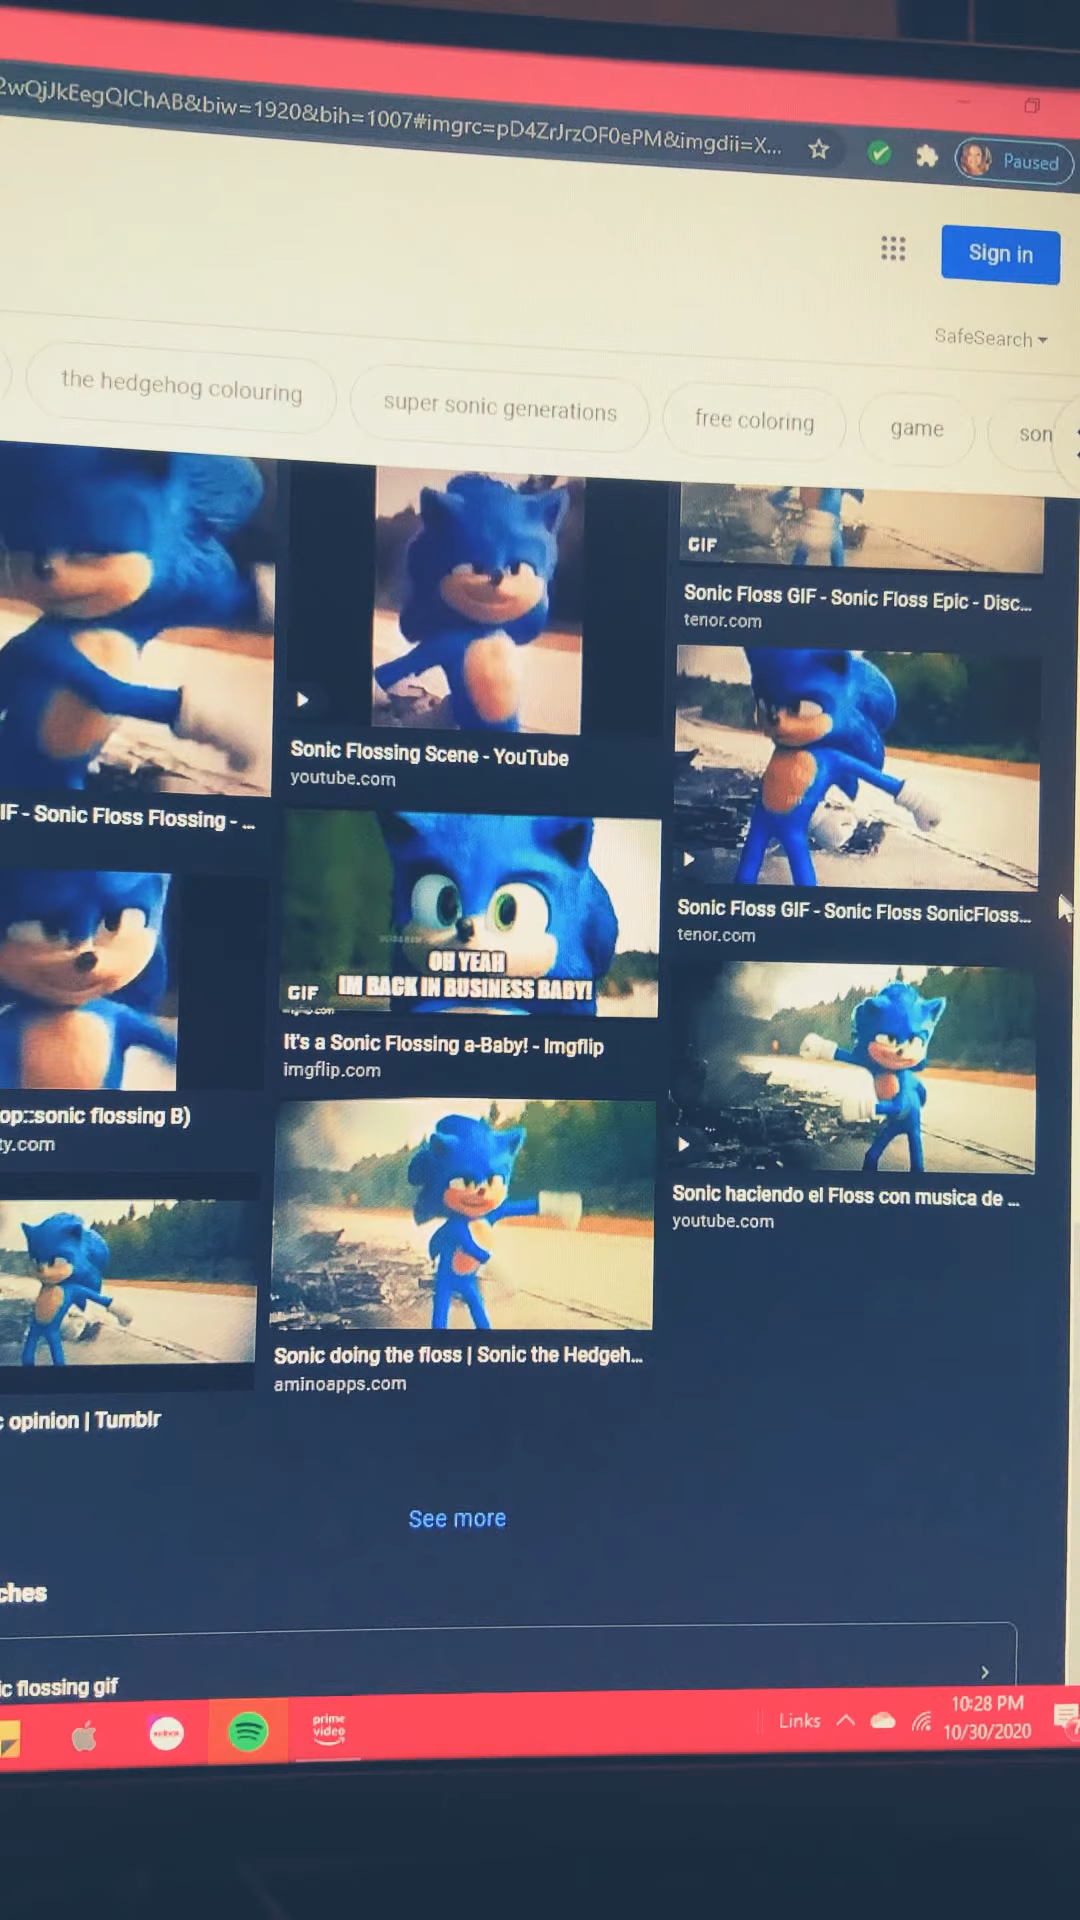 2wQjJkEegQIChAB&biw=1920&bih=1007#imgrc=pD4ZrJrzOF0ePM&imgdii=X...
Paused
Sign in
SafeSearch
the hedgehog colouring
super sonic generations
free coloring
game
son
GIF
Sonic Floss GIF - Sonic Floss Epic - Disc...
tenor.com
Sonic Flossing Scene - YouTube
youtube.com
IF - Sonic Floss Flossing - ...
Sonic Floss GIF - Sonic Floss SonicFloss...
tenor.com
OH YEAH
IM BACK IN BUSINESS BABY!
GIF
It's a Sonic Flossing a-Baby! - Imgflip
imgflip.com
op::sonic flossing B)
ty.com
Sonic haciendo el Floss con musica de ...
youtube.com
Sonic doing the floss | Sonic the Hedgeh...
aminoapps.com
c opinion | Tumblr
See more
ches
ic flossing gif
prime
video
Links
10:28 PM
10/30/2020